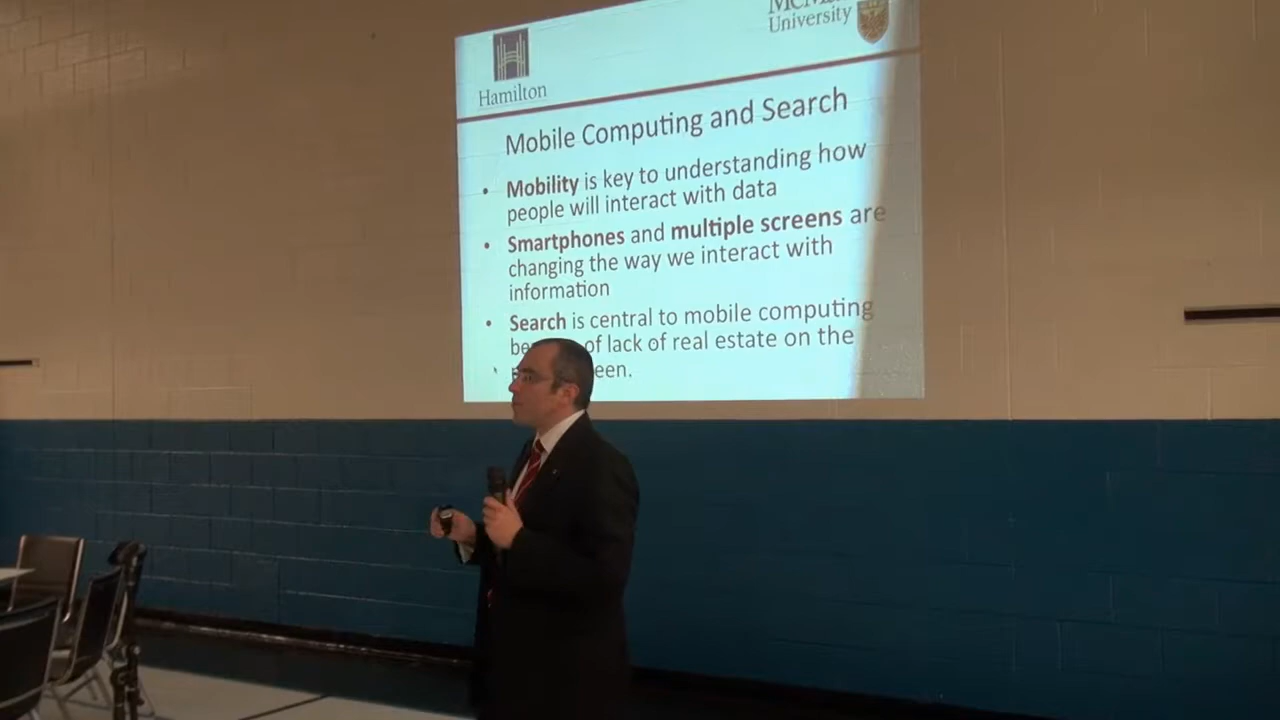 University
Hamilton
Mobile Computing and Search
• Mobility is key to understanding how
people will interact with data
• Smartphones and multiple screens are
changing the way we interact with
information
• Search is central to mobile computing
of lack of real estate on the